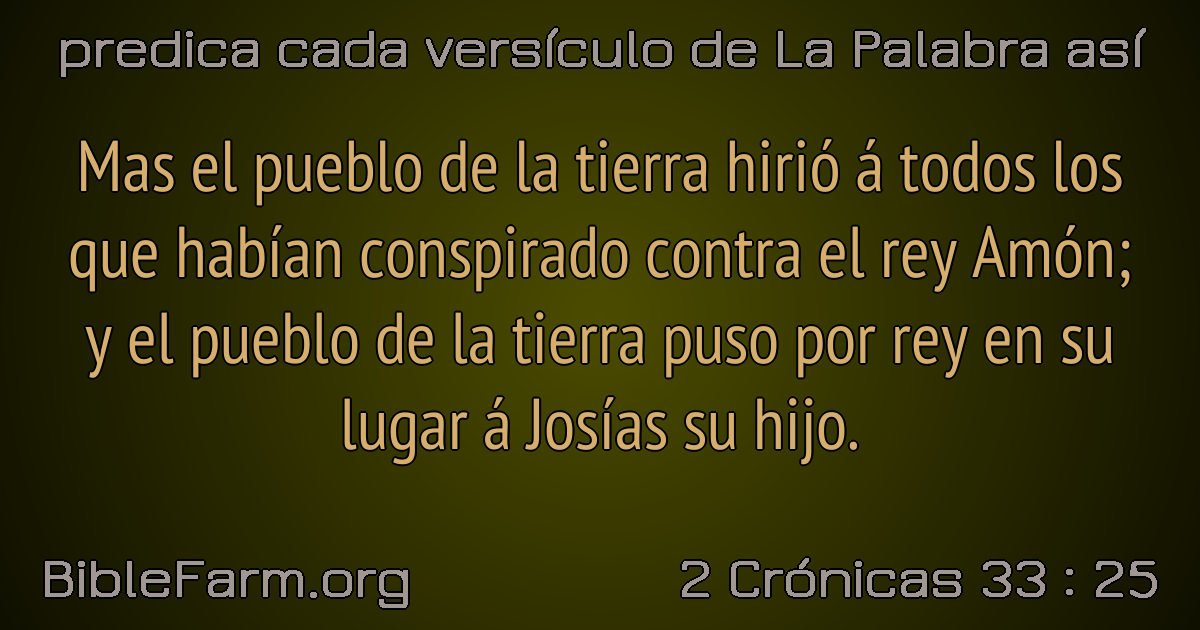 predica cada versículo de La Palabra así
Mas el pueblo de la tierra hirió á todos los
que habían conspirado contra el rey Amón;
y el pueblo de la tierra puso por rey en su
lugar á Josías su hijo.
BibleFarm.org
2 Crónicas 33 : 25